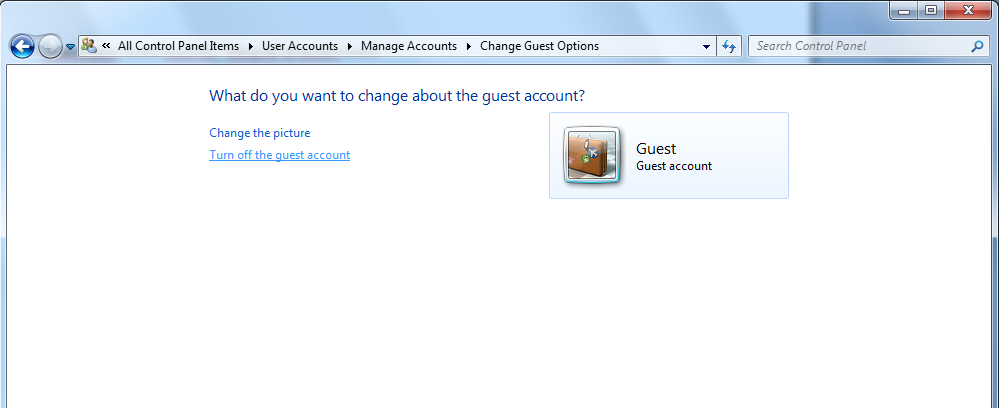 « All Control Panel Items User Accounts Manage Accounts Change Guest Options Search Control Panel
What do you want to change about the guest account?
Change the picture
Turn off the guest account
Guest
Guest account